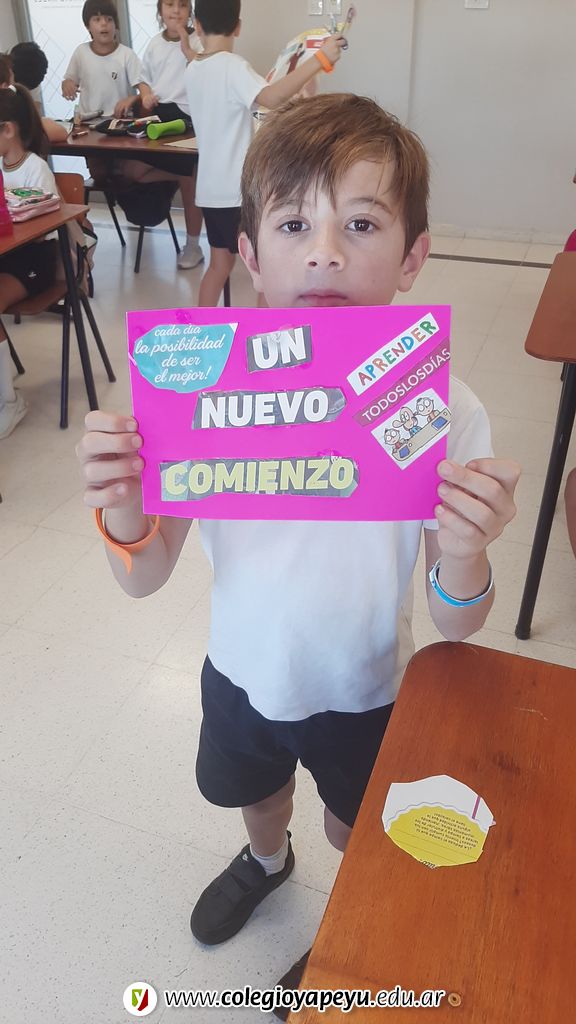 cada día
la posibilidad
de ser
el mejor!
UN
NUEVO
COMIENZO
APRENDER
TODOSLOSDÍAS
www.colegioyapeyu.edu.ar